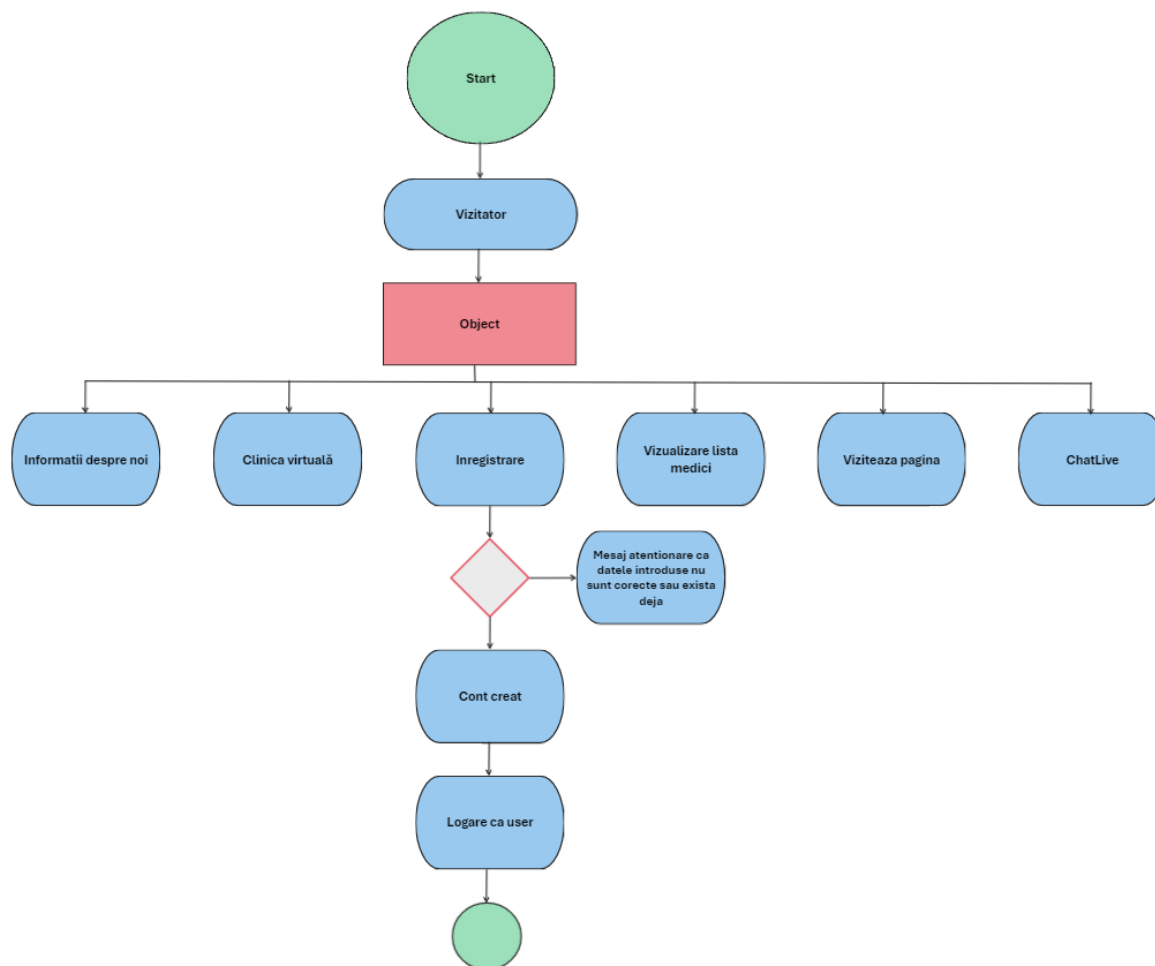 Start
Vizitator
Object
Informatii despre noi
Clinica virtuală
Inregistrare
Vizualizare lista
medici
Viziteaza pagina
ChatLive
Mesaj atentionare ca
datele introduse nu
sunt corecte sau exista
deja
Cont creat
Logare ca user